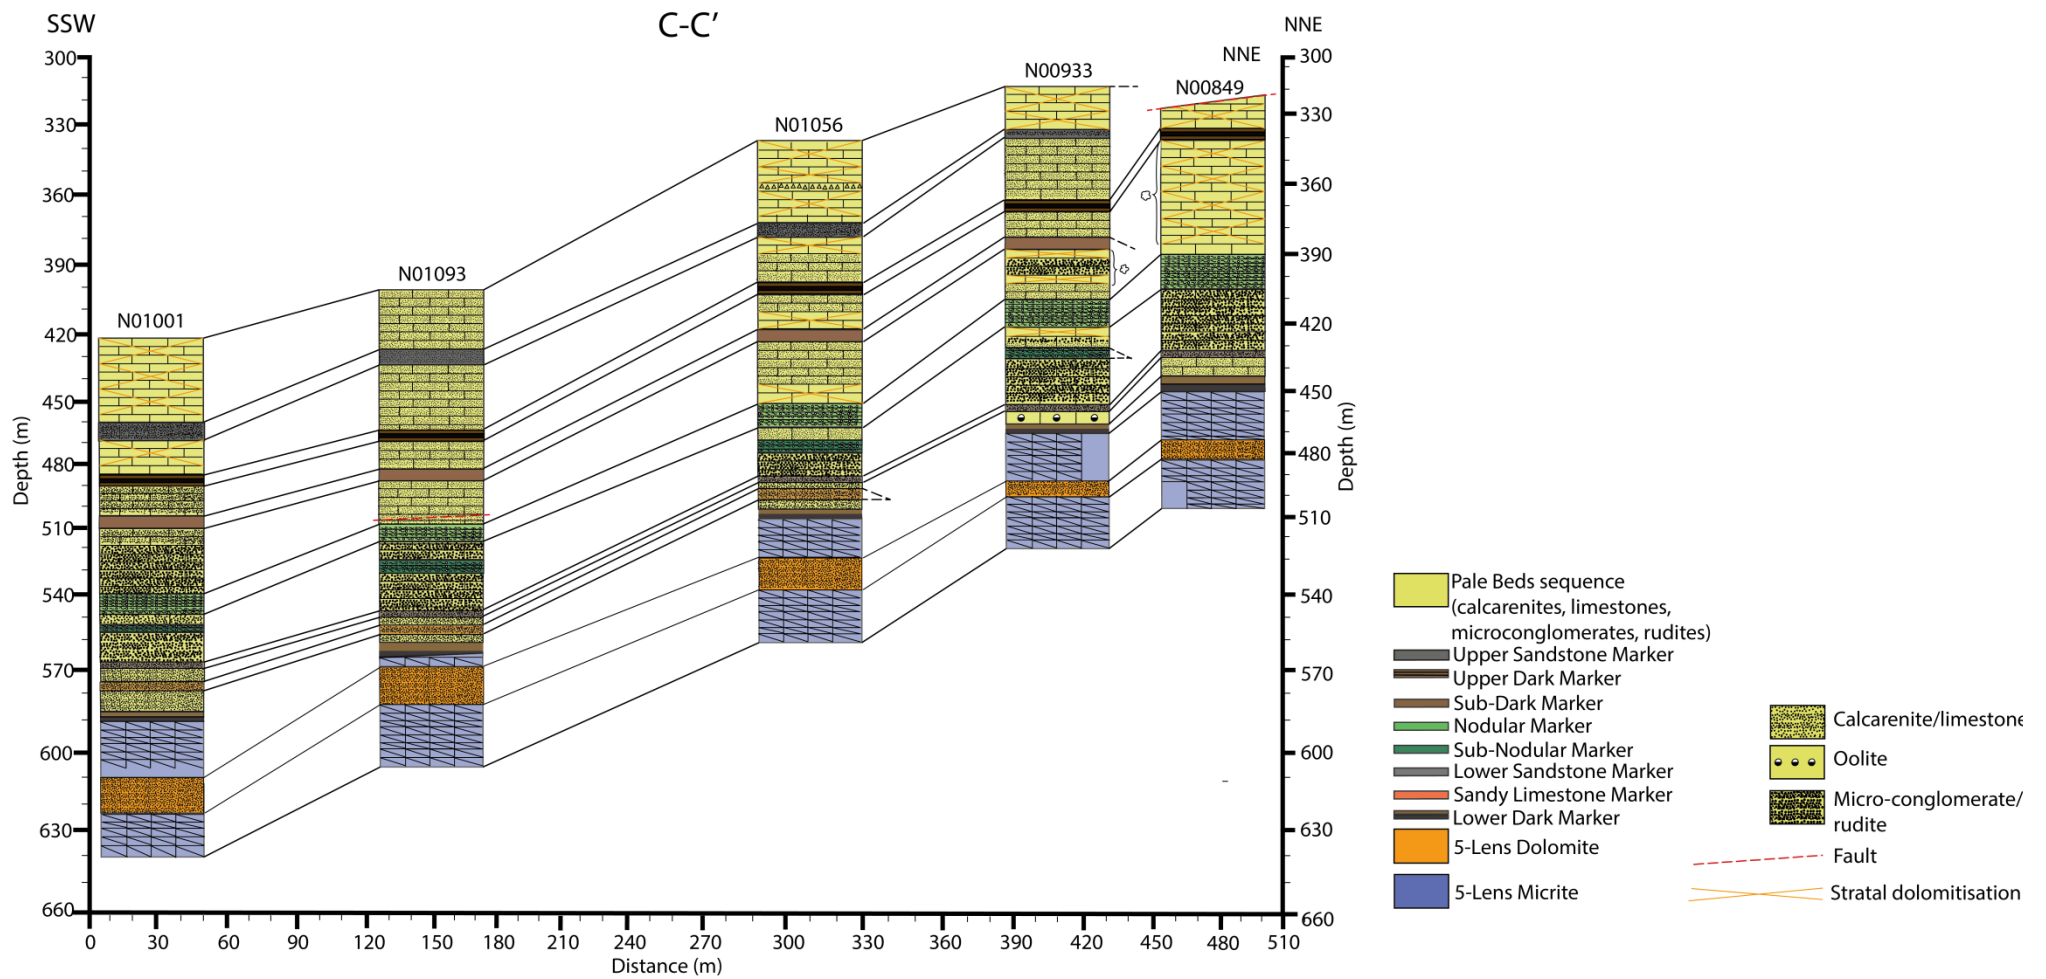 SSW
C-C’
NNE
NNE
N00933
N00849
N01056
N01093
N01001
300
330
360
390
420
450
480
510
540
570
600
630
660
Depth (m)
300
330
360
390
420
450
480
510
540
570
600
630
660
Depth (m)
0 30 60 90 120 150 180 210 240 270 300 330 360 390 420 450 480 510
Distance (m)
Pale Beds sequence
(calcarenites, limestones,
microconglomerates, rudites)
Upper Sandstone Marker
Upper Dark Marker
Sub-Dark Marker
Nodular Marker
Sub-Nodular Marker
Lower Sandstone Marker
Sandy Limestone Marker
Lower Dark Marker
5-Lens Dolomite
5-Lens Micrite
Calcarenite/limestone
Oolite
Micro-conglomerate/
rudite
Fault
Stratal dolomitisation